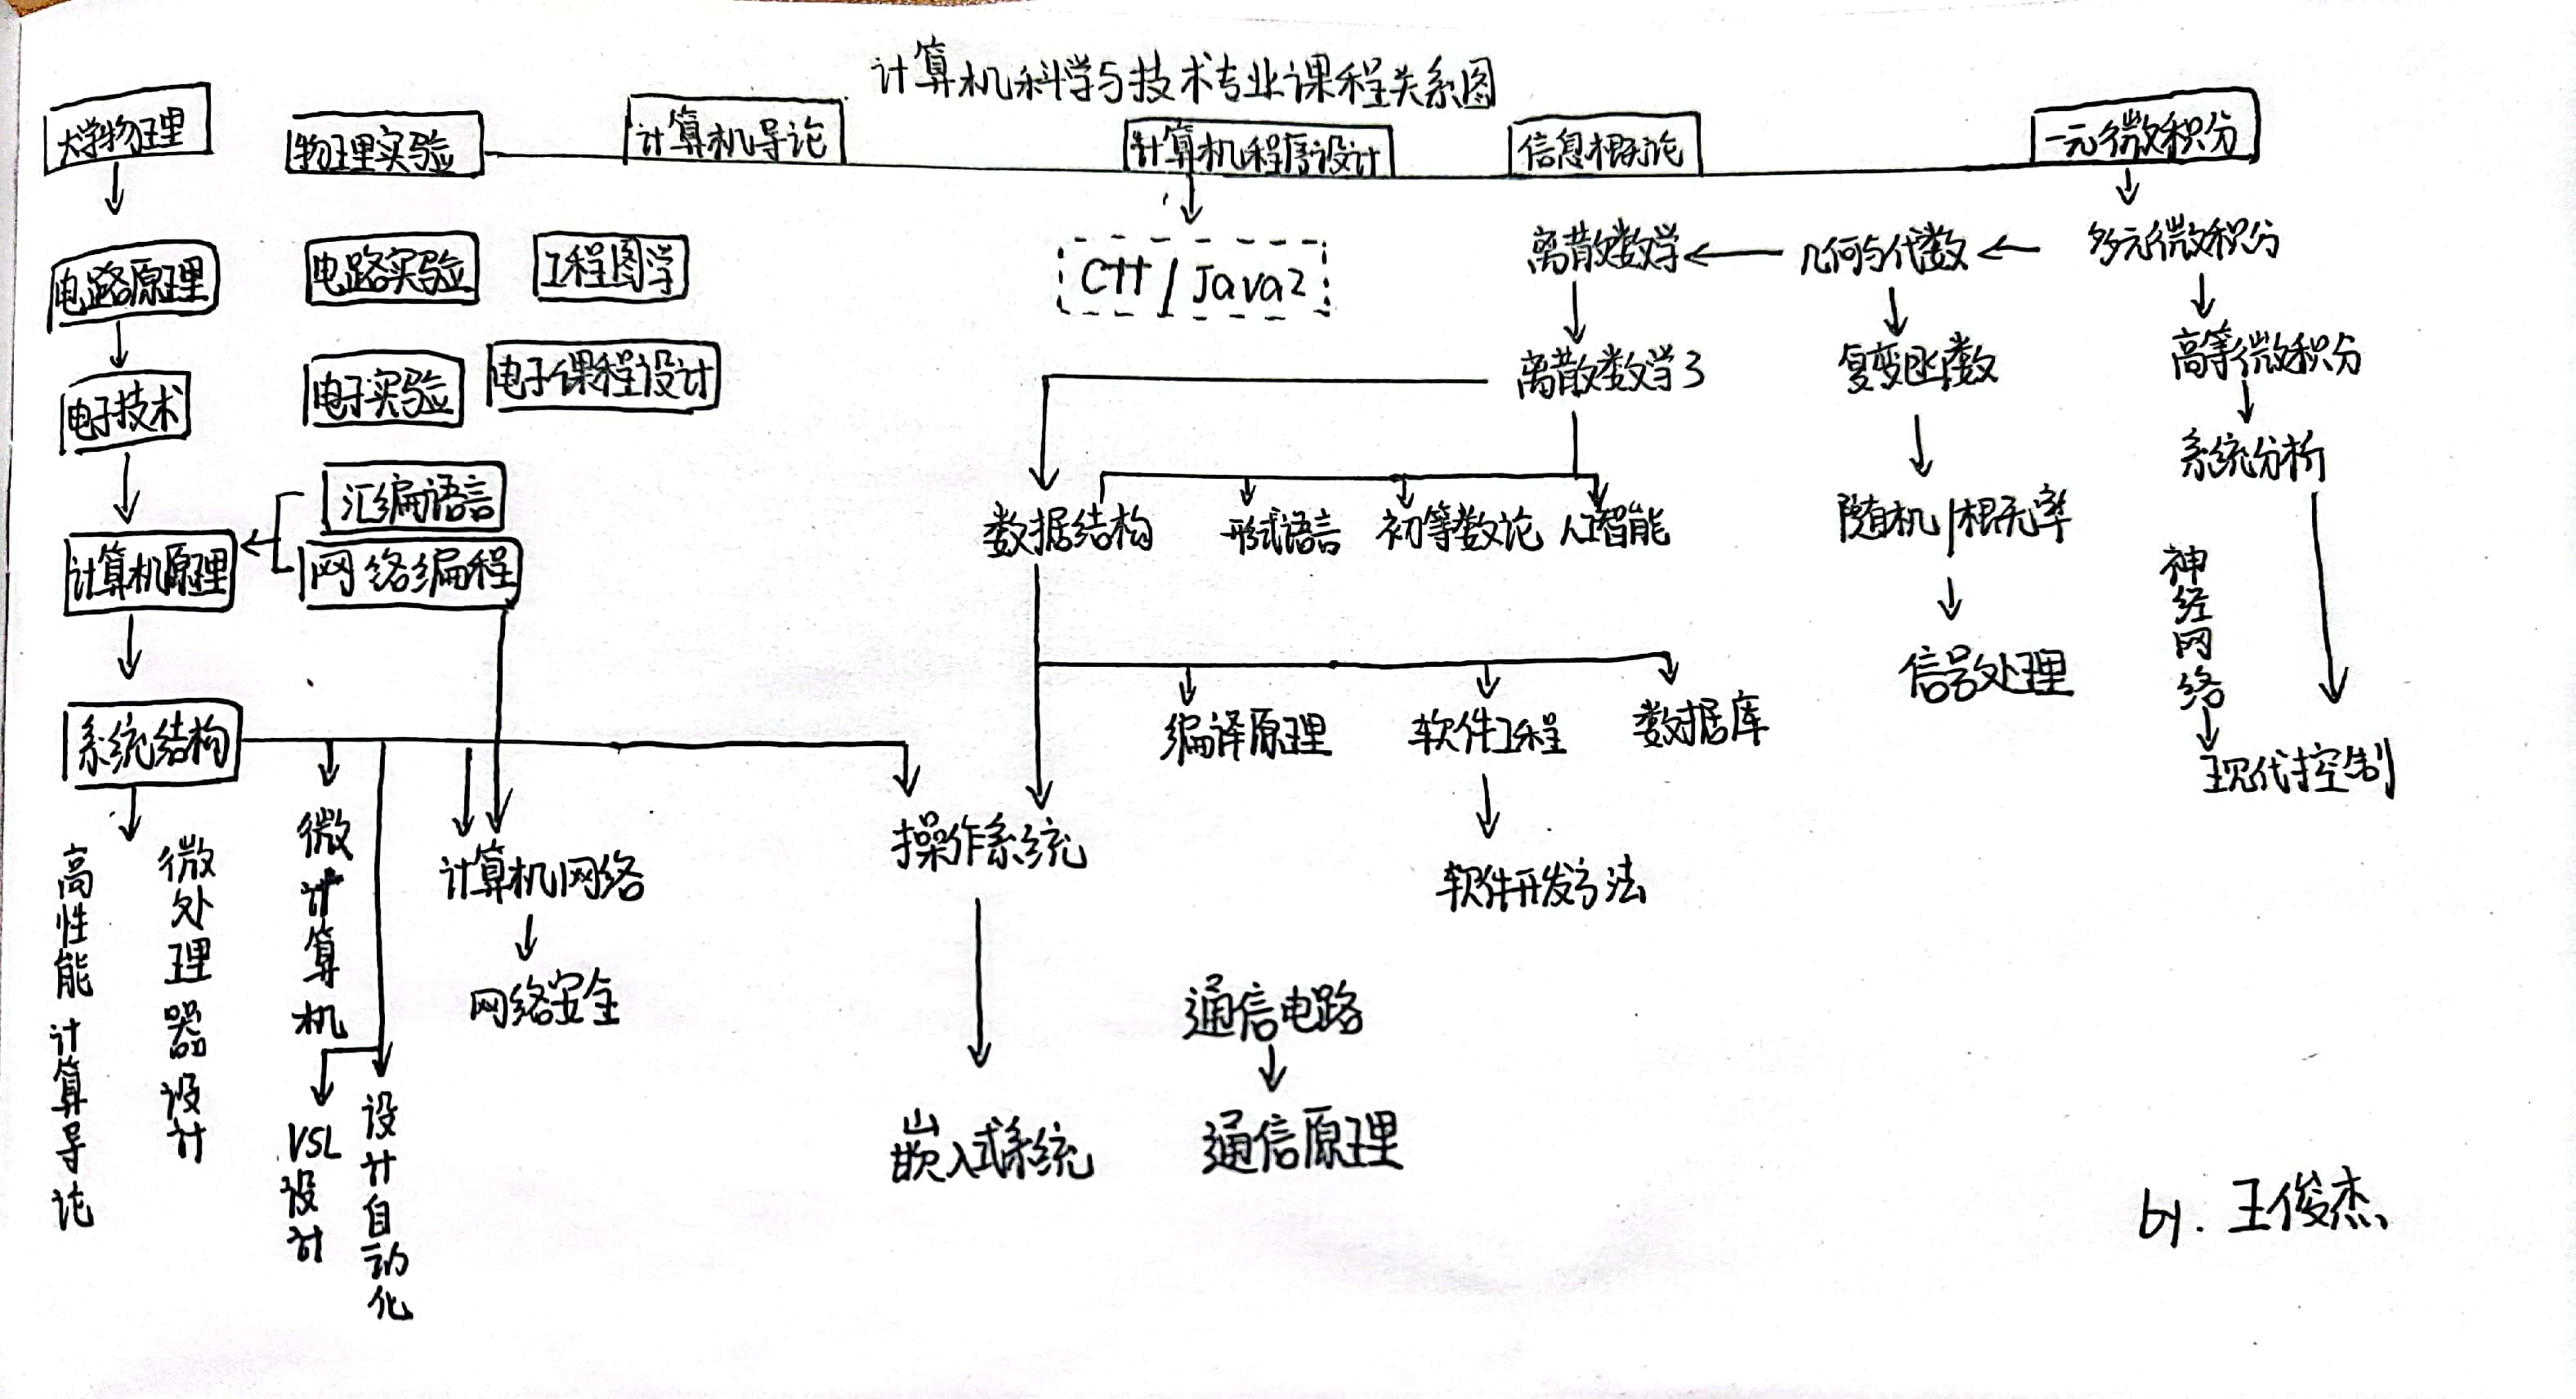 计算机科学与技术专业课程关系图
大学物理
物理实验
计算机导论
计算机程序设计
信息概论
一元微积分
电路原理
电路实验
工程图学
C++/Java2
离散数学
几何与代数
多元微积分
电子技术
电子实验
电子课程设计
离散数学3
复变函数
高等微积分
系统分析
汇编语言
计算机原理
网络编程
数据结构
形式语言
初等数论
人工智能
随机/概率
神经网络
系统结构
编译原理
软件工程
数据库
信号处理
现代控制
高性能计算导论
微处理器设计
微计算机
计算机网络
操作系统
软件开发方法
网络安全
通信电路
VSL设计
设计自动化
嵌入式系统
通信原理
by. 王俊杰